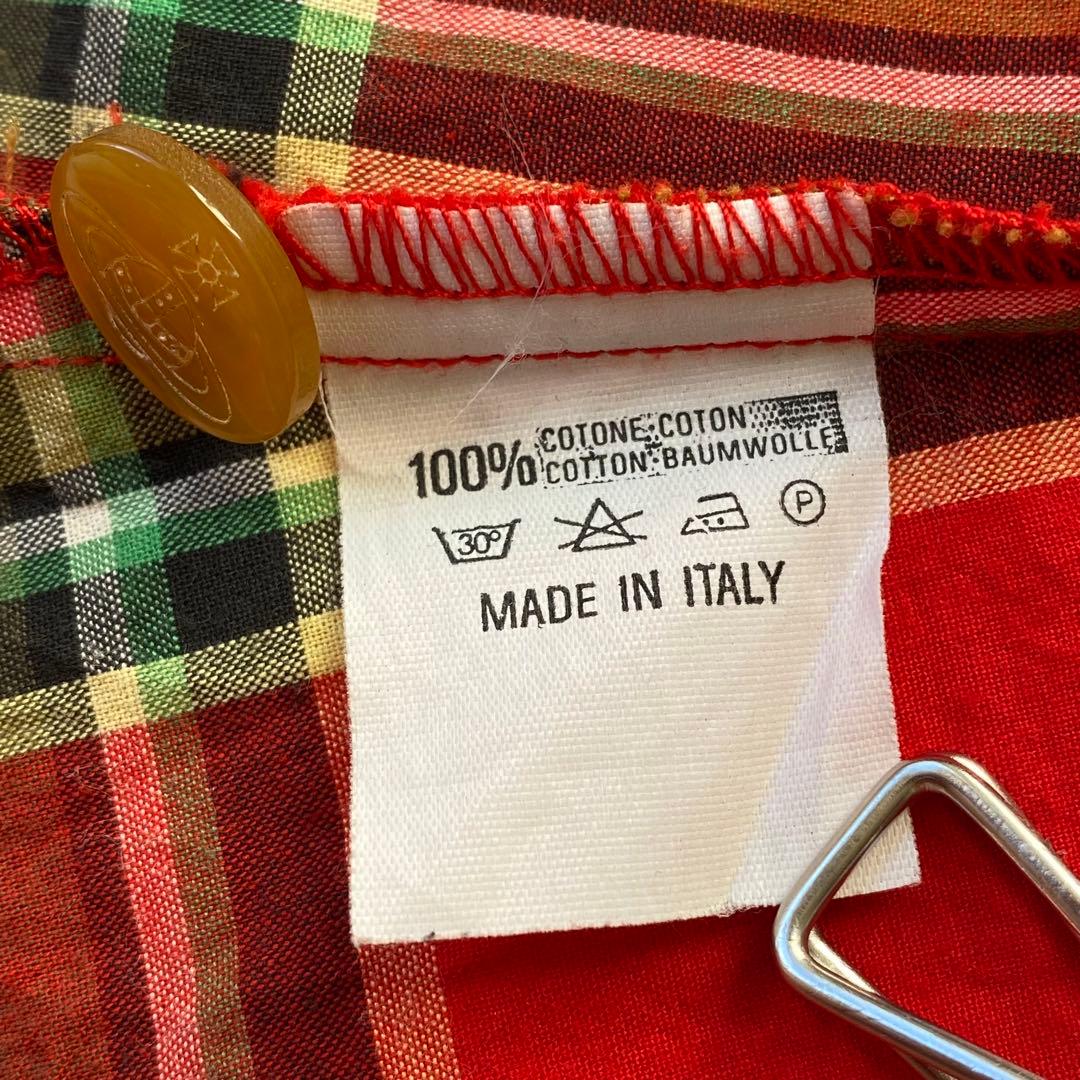 100% COTONE·COTON
COTTON·BAUMWOLLE
30°
P
MADE IN ITALY